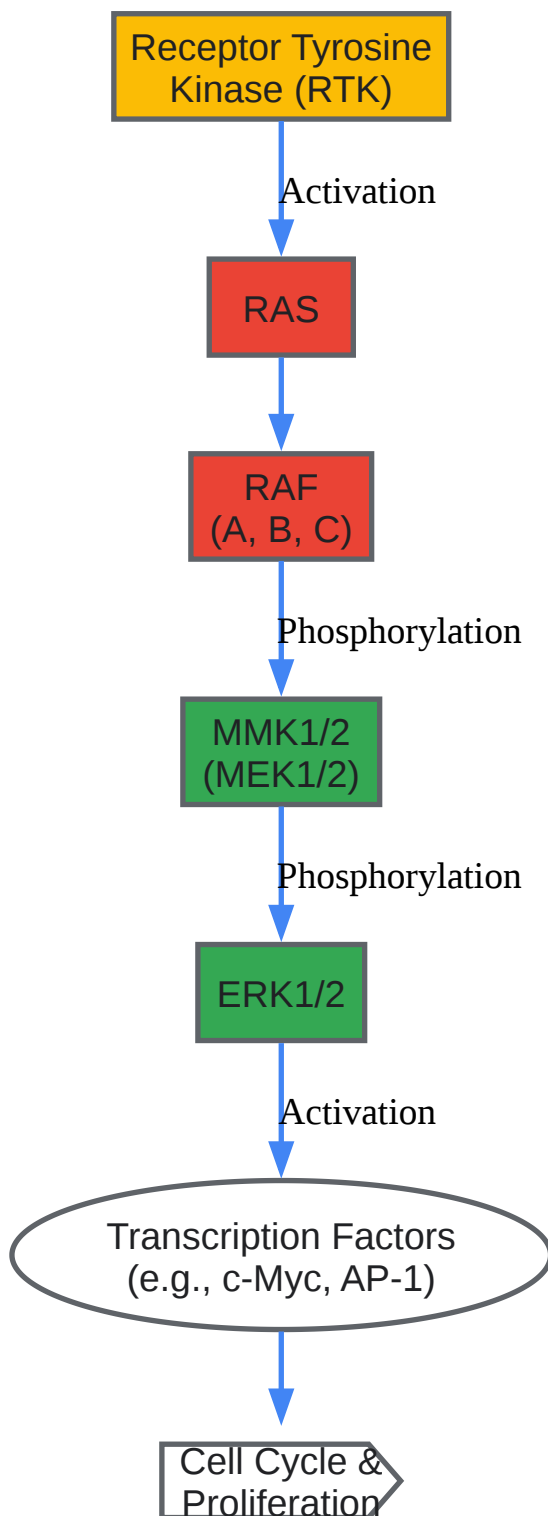 Receptor Tyrosine
Kinase (RTK)
Activation
RAS
RAF
(A, B, C)
Phosphorylation
MMK1/2
(MEK1/2)
Phosphorylation
ERK1/2
Activation
Transcription Factors
(e.g., c-Myc, AP-1)
Cell Cycle &
Proliferation